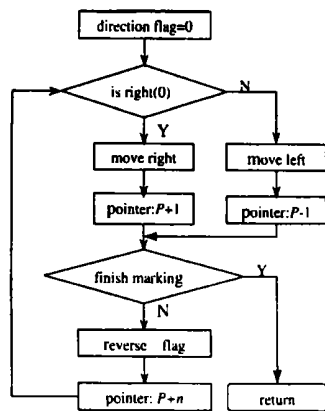 direction flag=0
is right(0)
N
Y
move right
move left
pointer:P+1
pointer:P-1
finish marking
Y
N
reverse flag
pointer: P+n
return